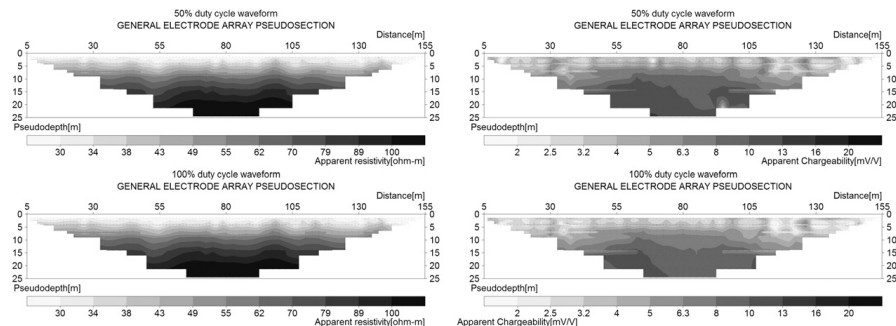 50% duty cycle waveform
GENERAL ELECTRODE ARRAY PSEUDOSECTION
Distance[m]
5 30 55 80 105 130 155
0 0
5 5
10 10
15 15
20 20
25 25
Pseudodepth[m]
30 34 38 43 49 55 62 70 79 89 100
Apparent resistivity[ohm-m]
50% duty cycle waveform
GENERAL ELECTRODE ARRAY PSEUDOSECTION
Distance[m]
5 30 55 80 105 130 155
0 0
5 5
10 10
15 15
20 20
25 25
Pseudodepth[m]
2 2.5 3.2 4 5 6.3 8 10 13 16 20
Apparent Chargeability[mV/V]
100% duty cycle waveform
GENERAL ELECTRODE ARRAY PSEUDOSECTION
Distance[m]
5 30 55 80 105 130 155
0 0
5 5
10 10
15 15
20 20
25 25
Pseudodepth[m]
30 34 38 43 49 55 62 70 79 89 100
Apparent resistivity[ohm-m]
100% duty cycle waveform
GENERAL ELECTRODE ARRAY PSEUDOSECTION
Distance[m]
5 30 55 80 105 130 155
0 0
5 5
10 10
15 15
20 20
25 25
Pseudodepth[m]
2 2.5 3.2 4 5 6.3 8 10 13 16 20
Apparent Chargeability[mV/V]